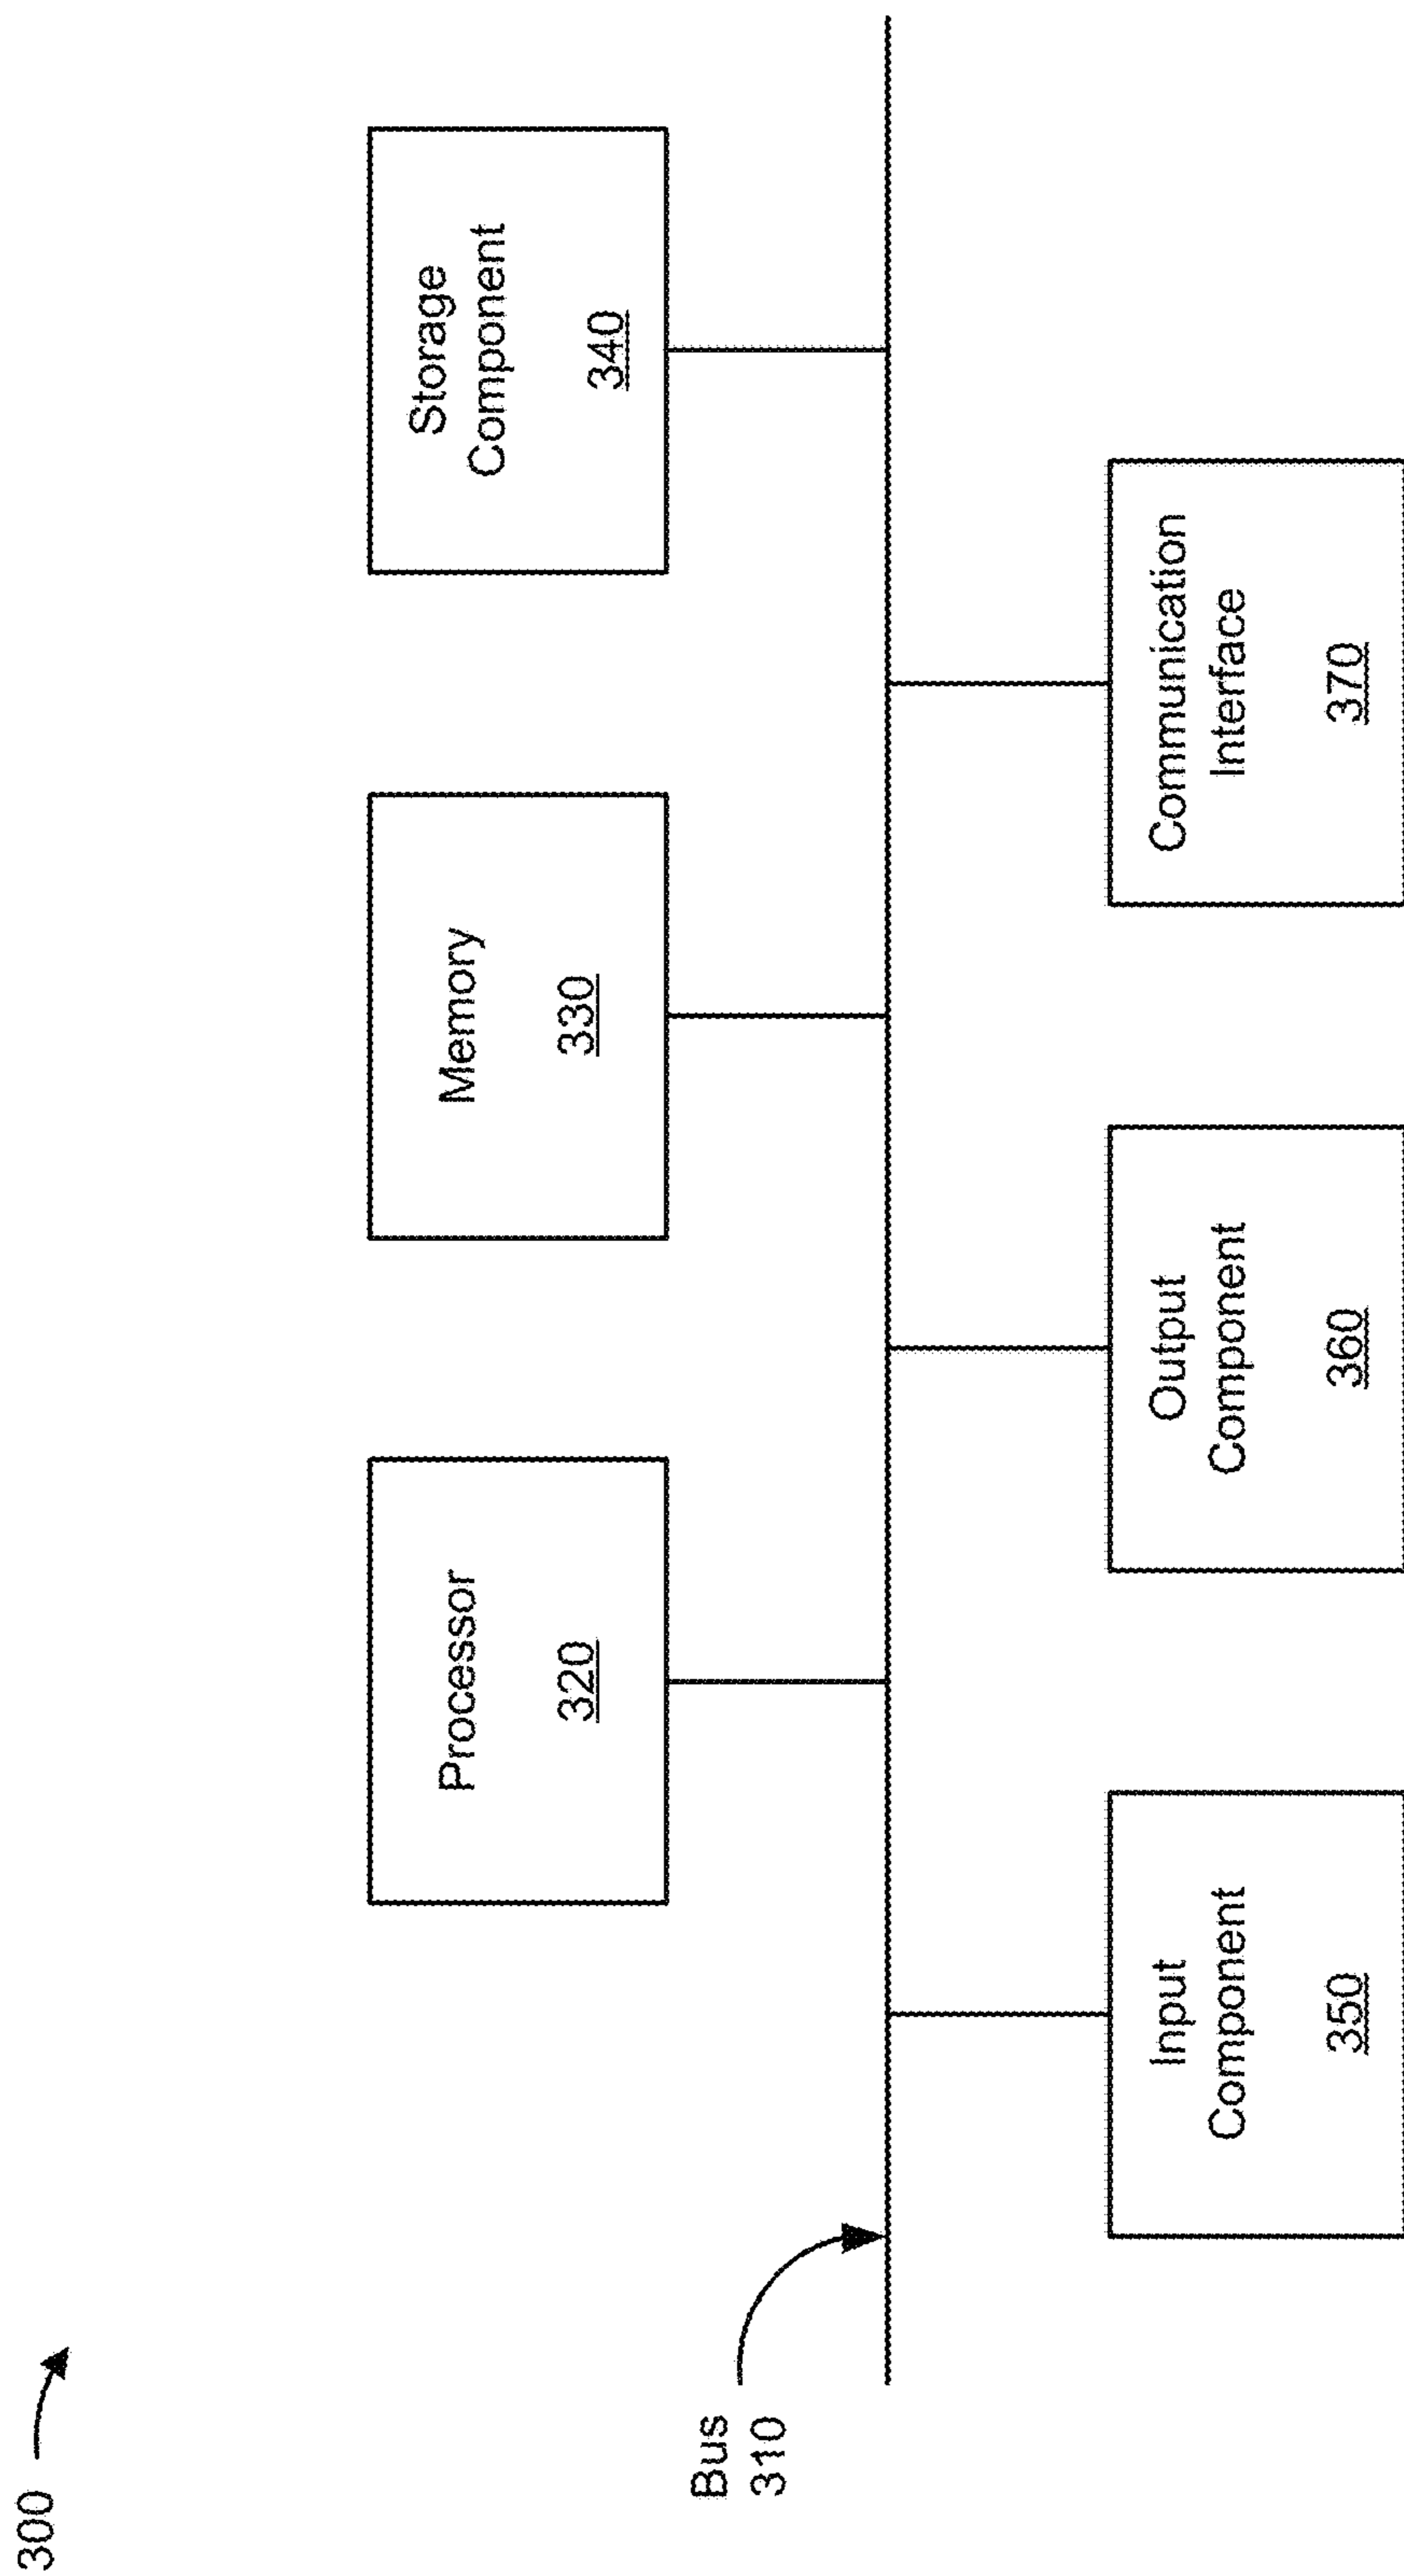 300
Processor
320
Memory
330
Storage
Component
340
Bus
310
Input
Component
350
Output
Component
360
Communication
Interface
370